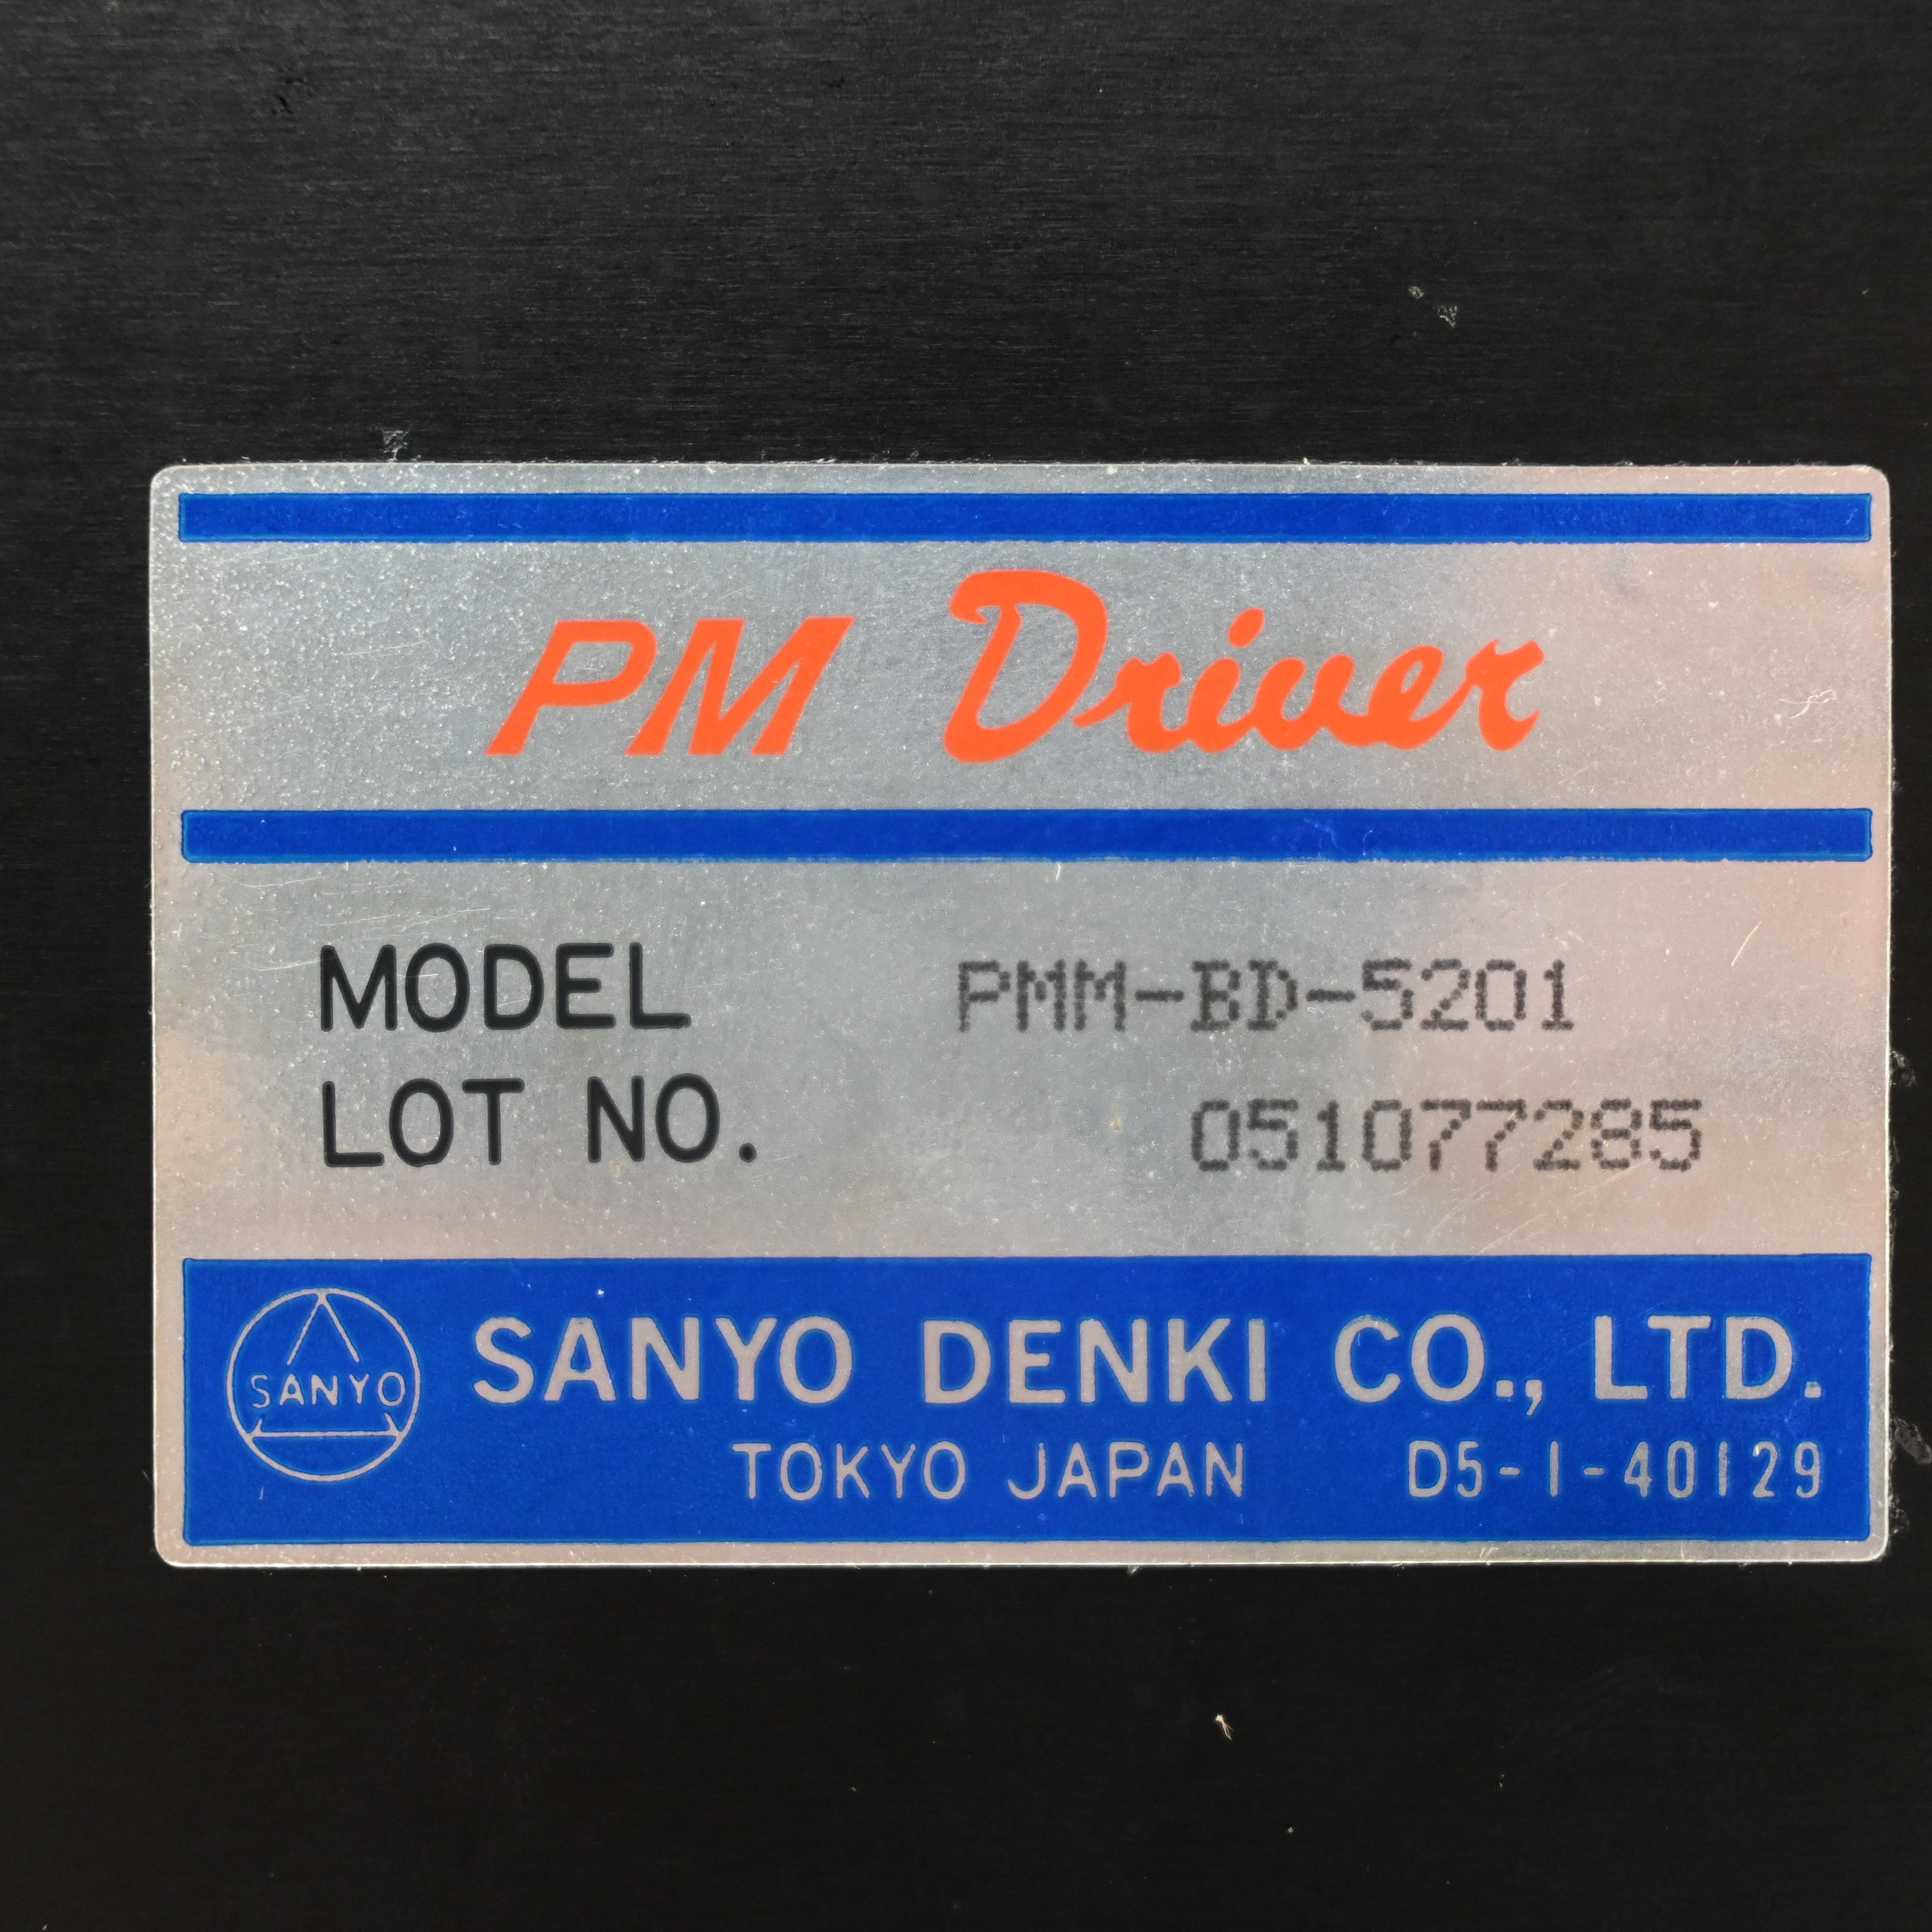 PM Driver
MODEL PMM-BD-5201
LOT NO. 051077285
SANYO
SANYO DENKI CO., LTD.
TOKYO JAPAN D5-1-40129